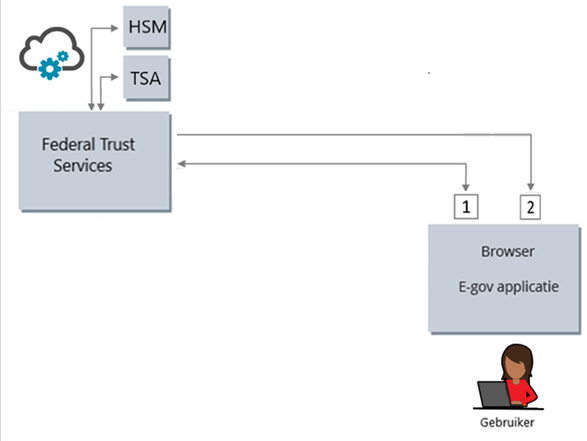 HSM
TSA
Federal Trust
Services
1
2
Browser
E-gov applicatie
Gebruiker